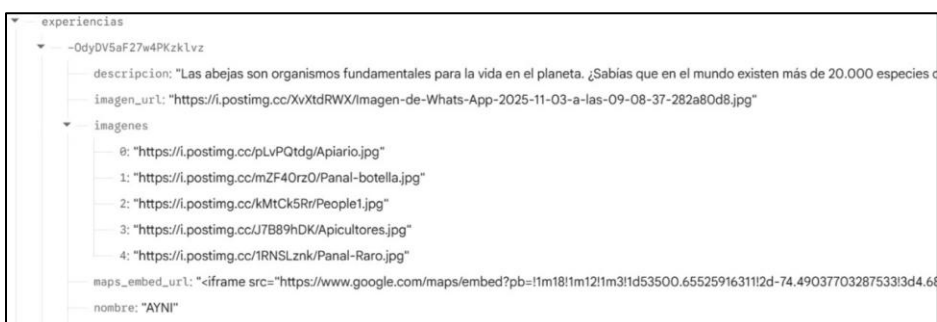 experiencias
-OdyDV5aF27w4PKzklvz
descripcion: "Las abejas son organismos fundamentales para la vida en el planeta. ¿Sabías que en el mundo existen más de 20.000 especies
imagen_url: "https://i.postimg.cc/XvXtdRWX/Imagen-de-Whats-App-2025-11-03-a-las-09-08-37-282a80d8.jpg"
imagenes
0: "https://i.postimg.cc/pLvPQtdg/Apiario.jpg"
1: "https://i.postimg.cc/mZF40rz0/Panal-botella.jpg"
2: "https://i.postimg.cc/kMtCk5Rr/People1.jpg"
3: "https://i.postimg.cc/J7B89hDK/Apicultores.jpg"
4: "https://i.postimg.cc/1RNSLznk/Panal-Raro.jpg"
maps_embed_url: "<iframe src="https://www.google.com/maps/embed?pb=!1m18!1m12!1m3!1d53500.65525916311!2d-74.49037703287533!3d4.68
nombre: "AYNI"